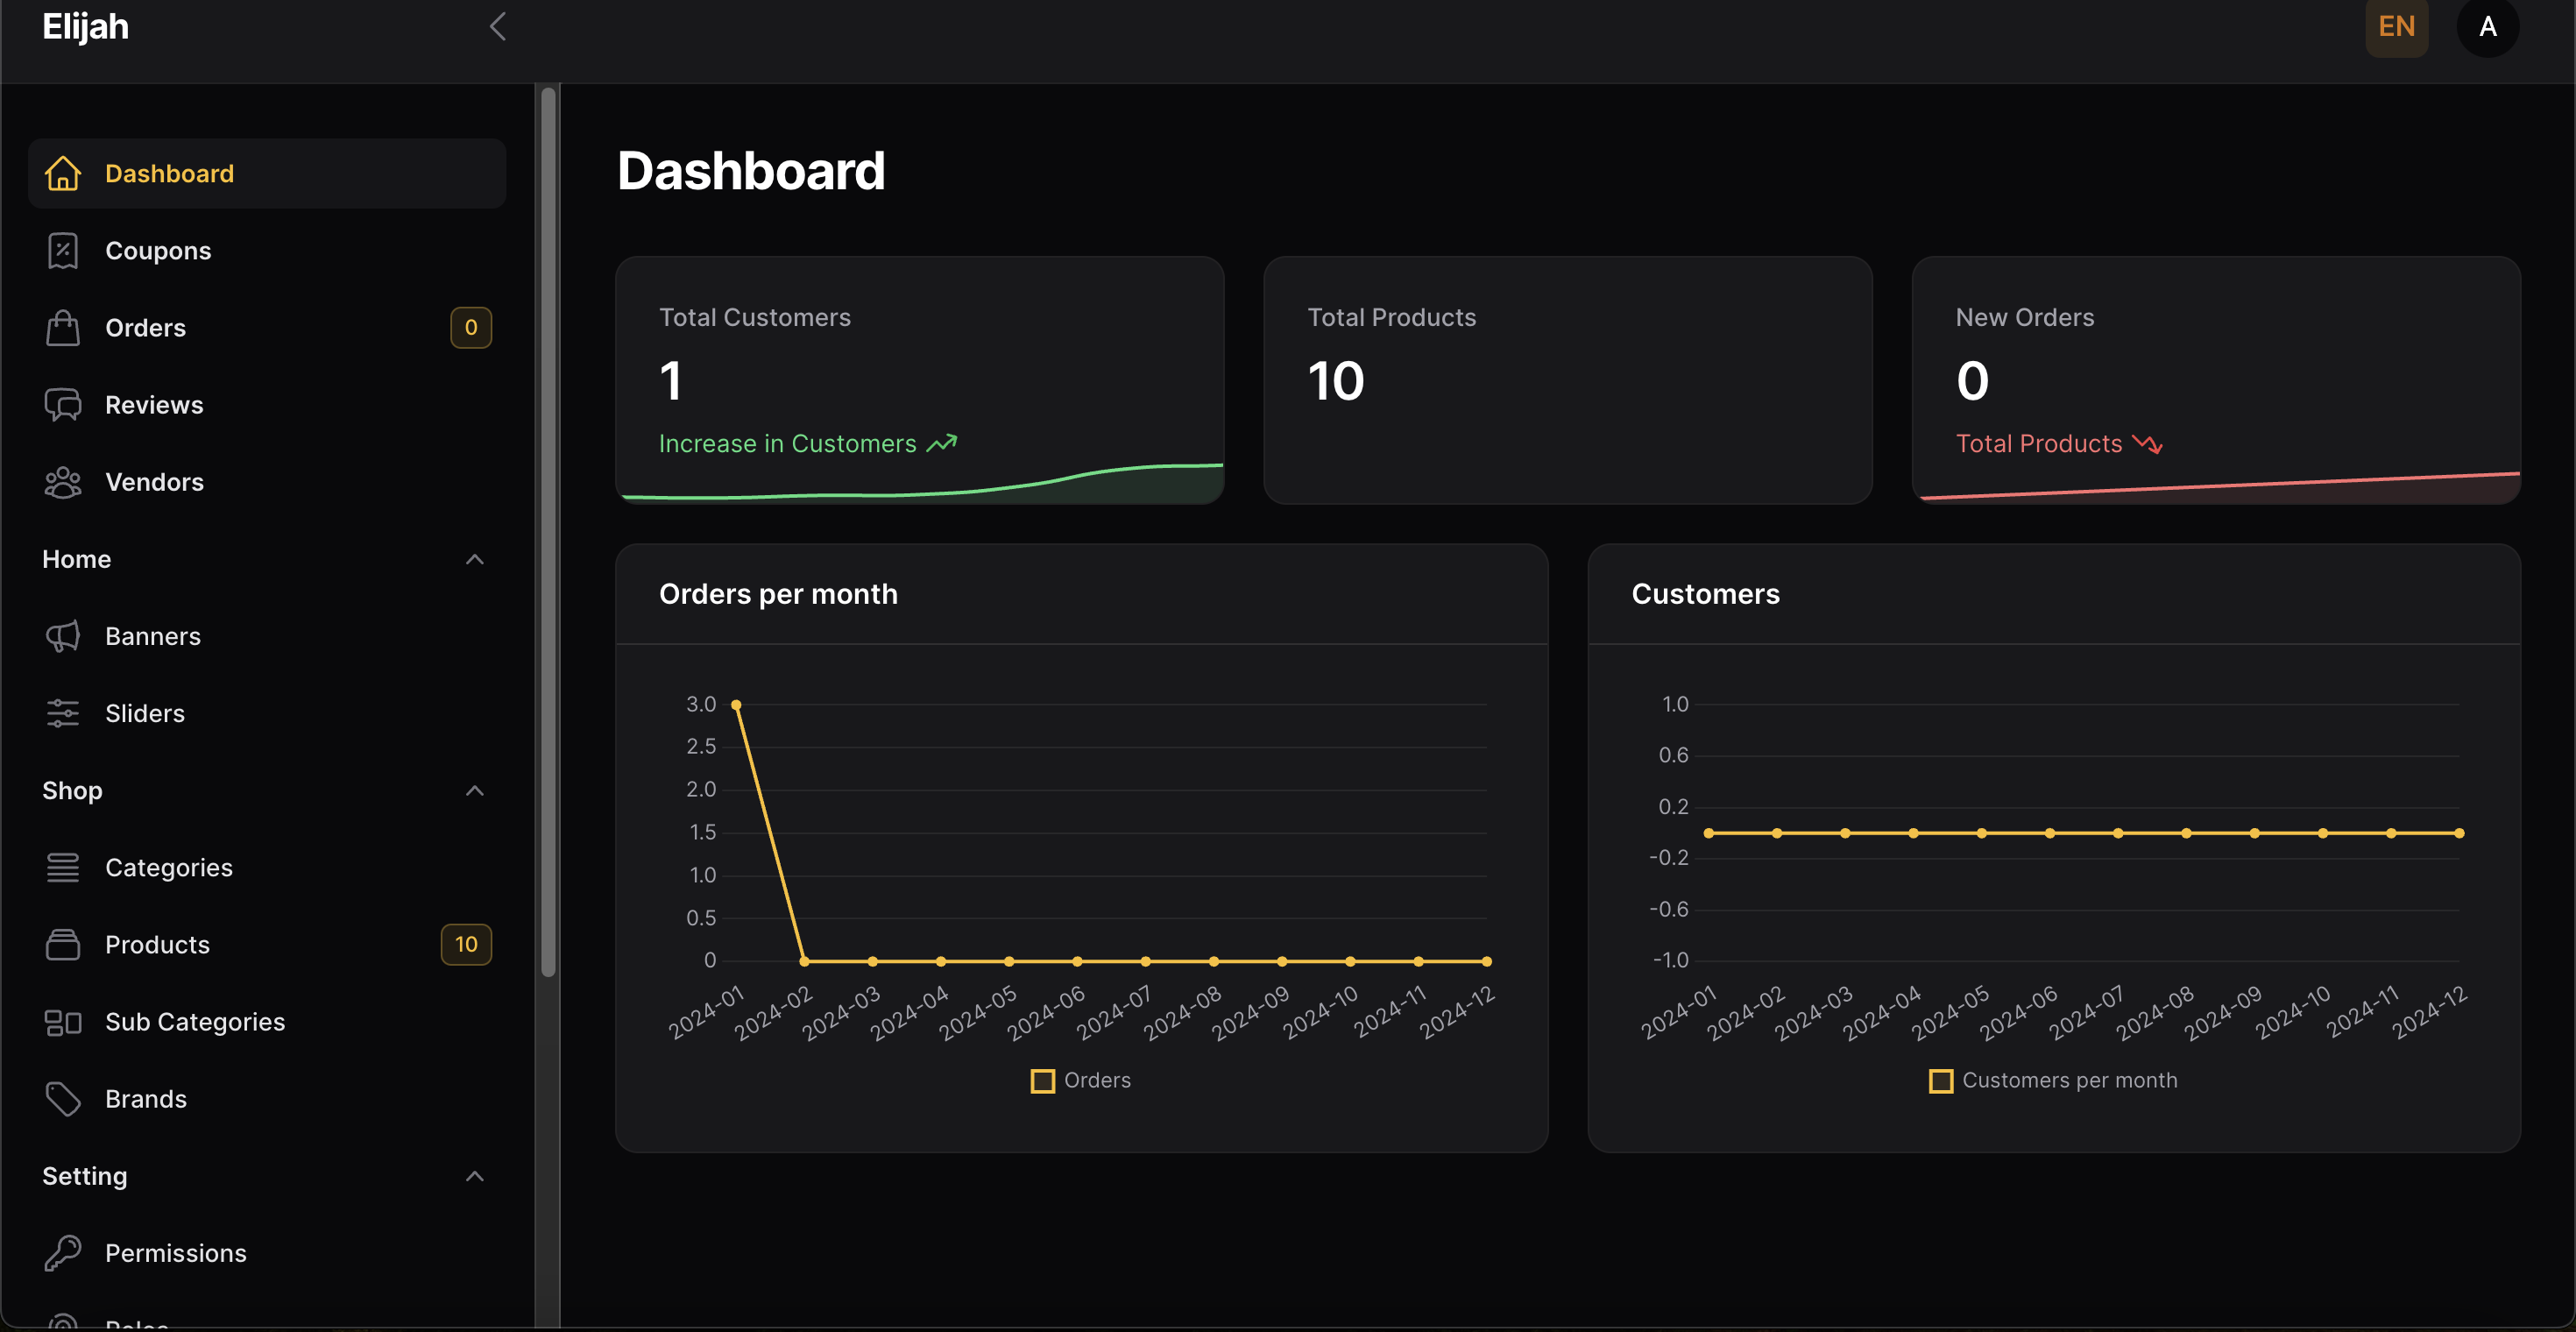 Elijah
EN
A
Dashboard
Coupons
Orders
0
Reviews
Vendors
Home
Banners
Sliders
Shop
Categories
Products
10
Sub Categories
Brands
Setting
Permissions
Dashboard
Total Customers
1
Increase in Customers
Total Products
10
New Orders
0
Total Products
Orders per month
3.0
2.5
2.0
1.5
1.0
0.5
0
2024-01
2024-02
2024-03
2024-04
2024-05
2024-06
2024-07
2024-08
2024-09
2024-10
2024-11
2024-12
Orders
Customers
1.0
0.6
0.2
-0.2
-0.6
-1.0
2024-01
2024-02
2024-03
2024-04
2024-05
2024-06
2024-07
2024-08
2024-09
2024-10
2024-11
2024-12
Customers per month